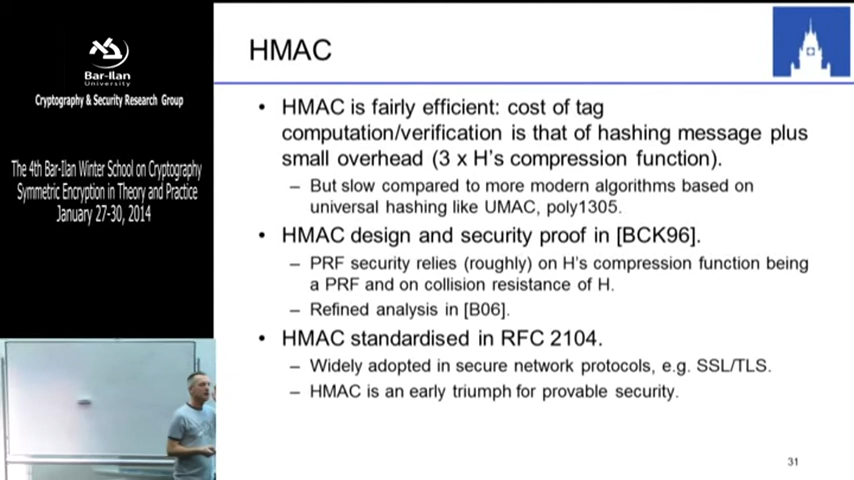 Bar-Ilan
University
Cryptography & Security Research Group
The 4th Bar-Ilan Winter School on Cryptography
Symmetric Encryption in Theory and Practice
January 27-30, 2014
HMAC
• HMAC is fairly efficient: cost of tag
computation/verification is that of hashing message plus
small overhead (3 x H's compression function).
– But slow compared to more modern algorithms based on
universal hashing like UMAC, poly1305.
• HMAC design and security proof in [BCK96].
– PRF security relies (roughly) on H's compression function being
a PRF and on collision resistance of H.
– Refined analysis in [B06].
• HMAC standardised in RFC 2104.
– Widely adopted in secure network protocols, e.g. SSL/TLS.
– HMAC is an early triumph for provable security.
31